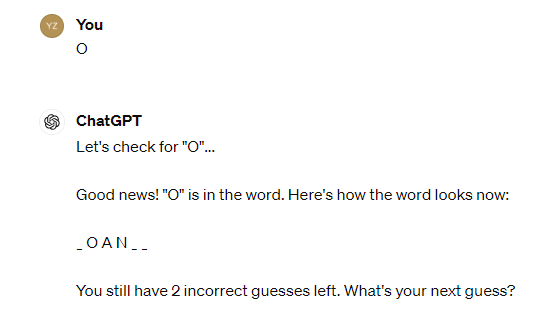 YZ
You
O
ChatGPT
Let's check for "O"...
Good news! "O" is in the word. Here's how the word looks now:
_ O A N _ _
You still have 2 incorrect guesses left. What's your next guess?